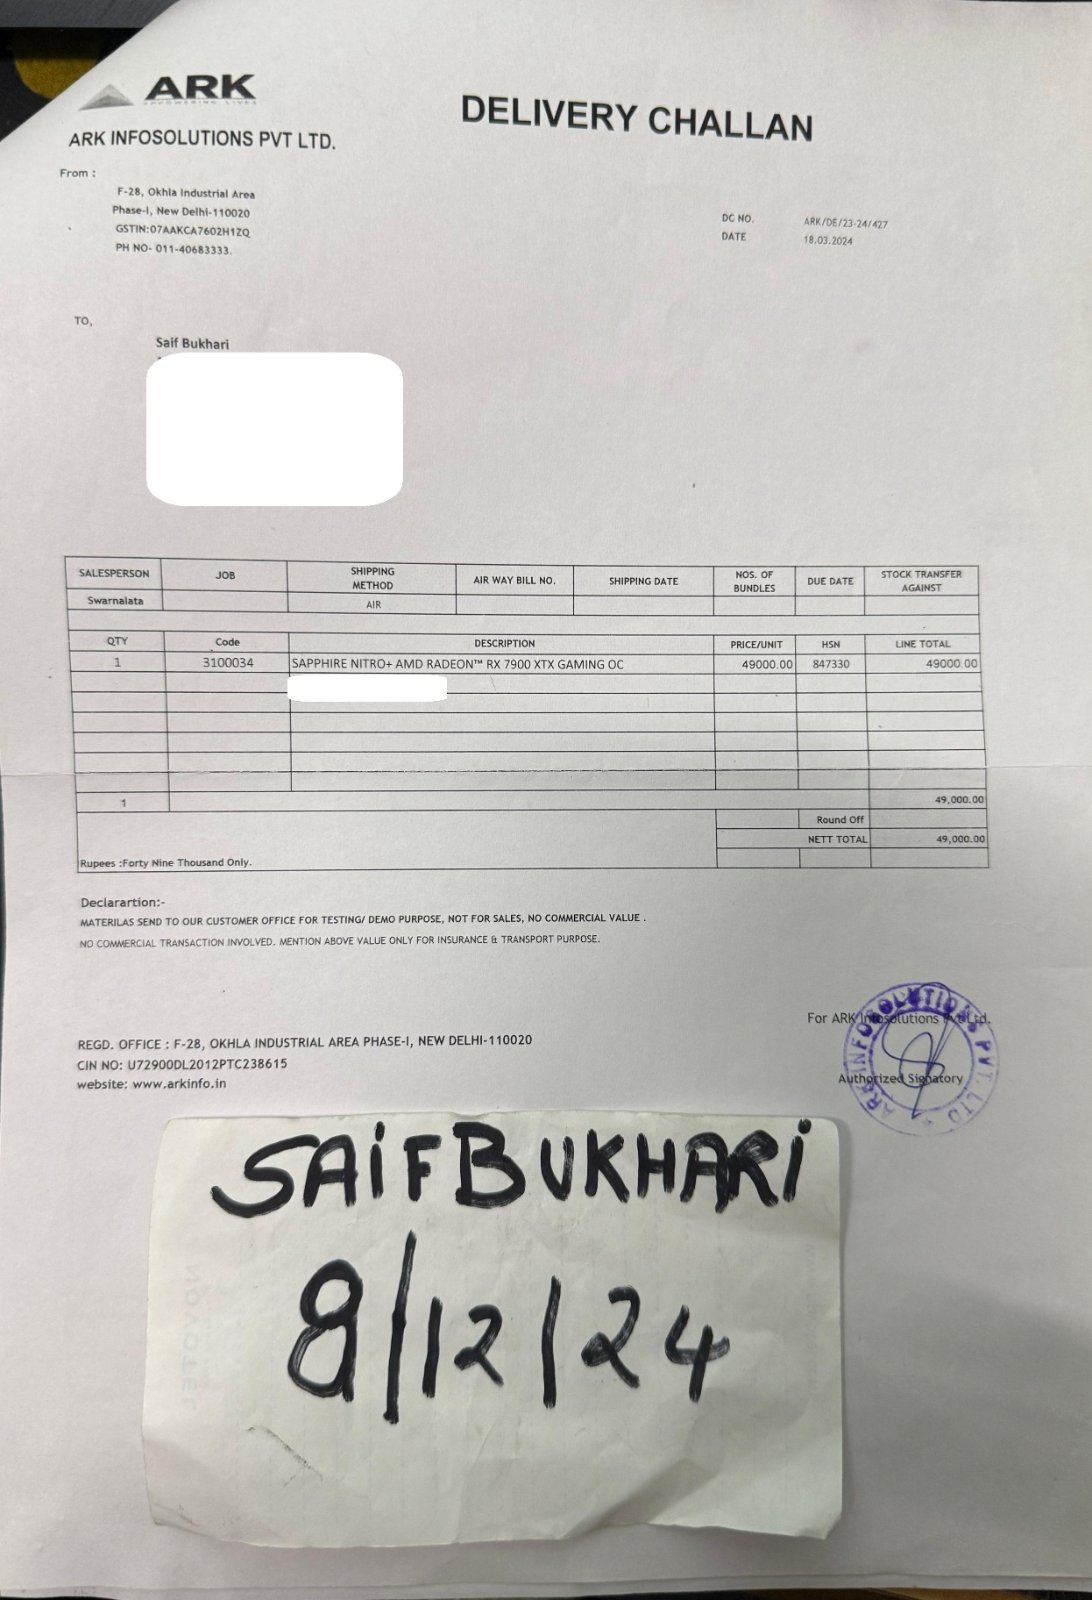 ARK
EMPOWERING LIVES
ARK INFOSOLUTIONS PVT LTD.
DELIVERY CHALLAN
From :
F-28, Okhla Industrial Area
Phase-I, New Delhi-110020
GSTIN:07AAKCA7602H1ZQ
PH NO- 011-40683333.
DC NO. ARK/DE/23-24/427
DATE 18.03.2024
TO,
Saif Bukhari
SALESPERSON JOB SHIPPING METHOD AIR WAY BILL NO. SHIPPING DATE NOS. OF BUNDLES DUE DATE STOCK TRANSFER AGAINST
Swarnalata AIR
QTY Code DESCRIPTION PRICE/UNIT HSN LINE TOTAL
1 3100034 SAPPHIRE NITRO+ AMD RADEON™ RX 7900 XTX GAMING OC 49000.00 847330 49000.00
1 49,000.00
Round Off
NETT TOTAL 49,000.00
Rupees :Forty Nine Thousand Only.
Declarartion:-
MATERILAS SEND TO OUR CUSTOMER OFFICE FOR TESTING/ DEMO PURPOSE, NOT FOR SALES, NO COMMERCIAL VALUE .
NO COMMERCIAL TRANSACTION INVOLVED. MENTION ABOVE VALUE ONLY FOR INSURANCE & TRANSPORT PURPOSE.
For ARK Infosolutions Pvt Ltd.
ARK INFOSOLUTIONS PVT. LTD
Authorized Signatory
REGD. OFFICE : F-28, OKHLA INDUSTRIAL AREA PHASE-I, NEW DELHI-110020
CIN NO: U72900DL2012PTC238615
website: www.arkinfo.in
SAIF BUKHARI
8/12/24